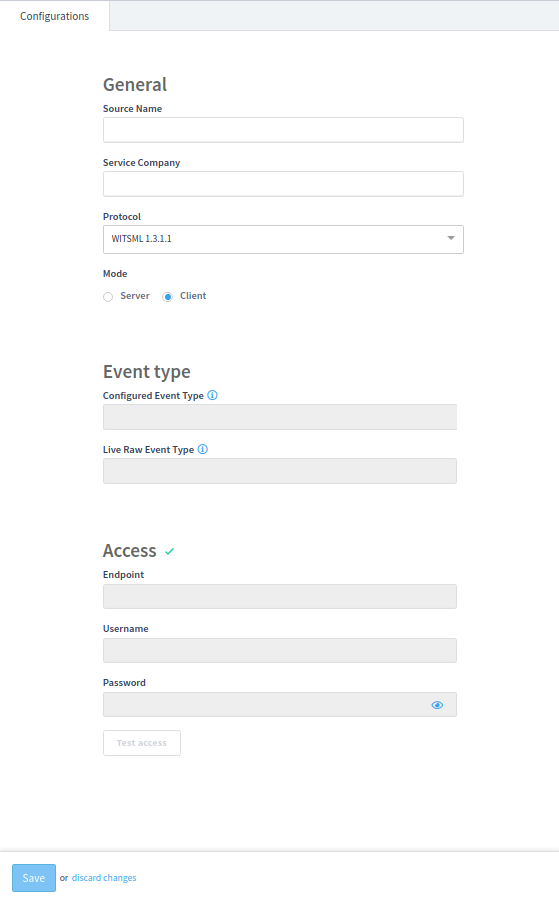 Configurations
General
Source Name
Service Company
Protocol
WITSML 1.3.1.1
Mode
Server Client
Event type
Configured Event Type
Live Raw Event Type
Access
Endpoint
Username
Password
Test access
Save or discard changes